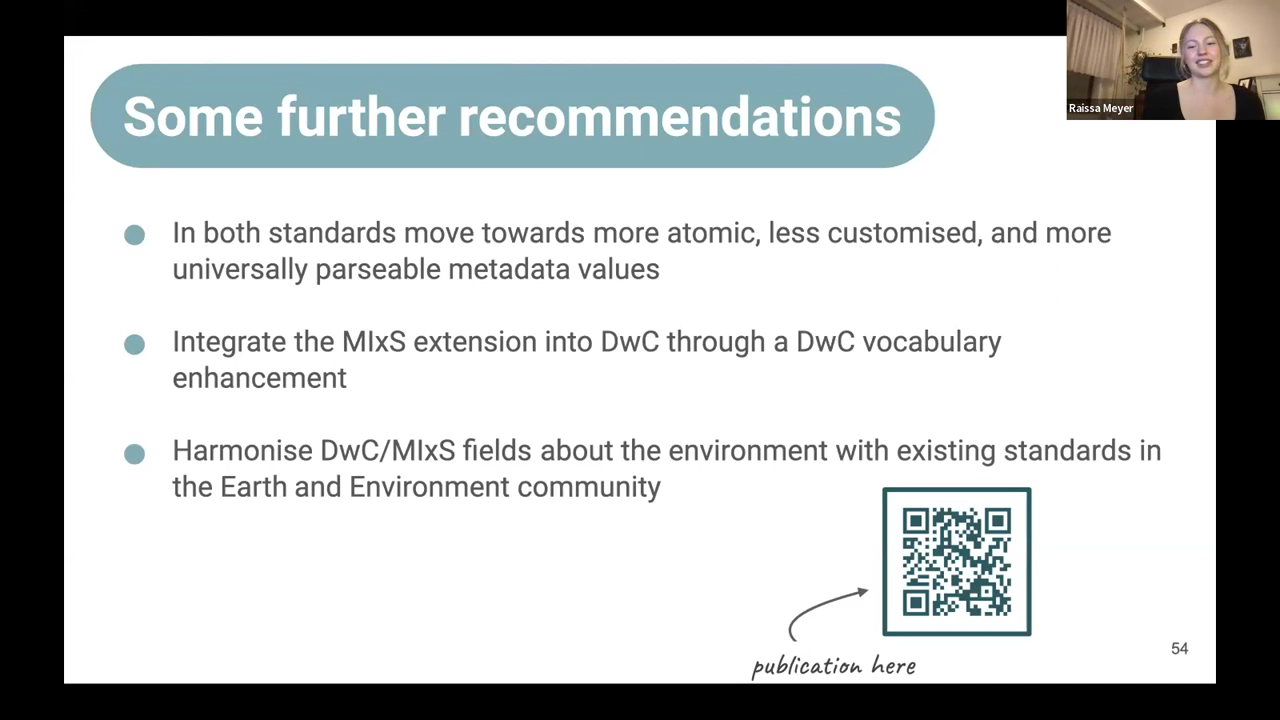 Raissa Meyer
Some further recommendations
In both standards move towards more atomic, less customised, and more
universally parseable metadata values
Integrate the MIxS extension into DwC through a DwC vocabulary
enhancement
Harmonise DwC/MIxS fields about the environment with existing standards in
the Earth and Environment community
publication here
54